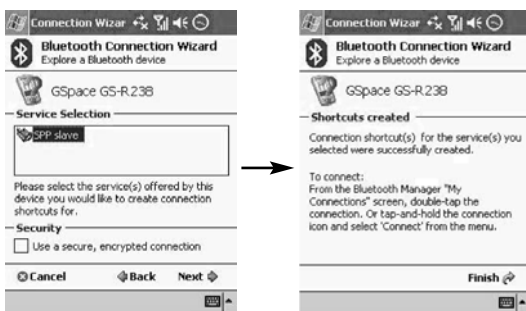 Connection Wizar
Bluetooth Connection Wizard
Explore a Bluetooth device
GSpace GS-R238
Service Selection
SPP slave
Please select the service(s) offered by this
device you would like to create connection
shortcuts for.
Security
Use a secure, encrypted connection
Cancel Back Next
Connection Wizar
Bluetooth Connection Wizard
Explore a Bluetooth device
GSpace GS-R238
Shortcuts created
Connection shortcut(s) for the service(s) you
selected were successfully created.
To connect:
From the Bluetooth Manager "My
Connections" screen, double-tap the
connection. Or tap-and-hold the connection
icon and select 'Connect' from the menu.
Finish